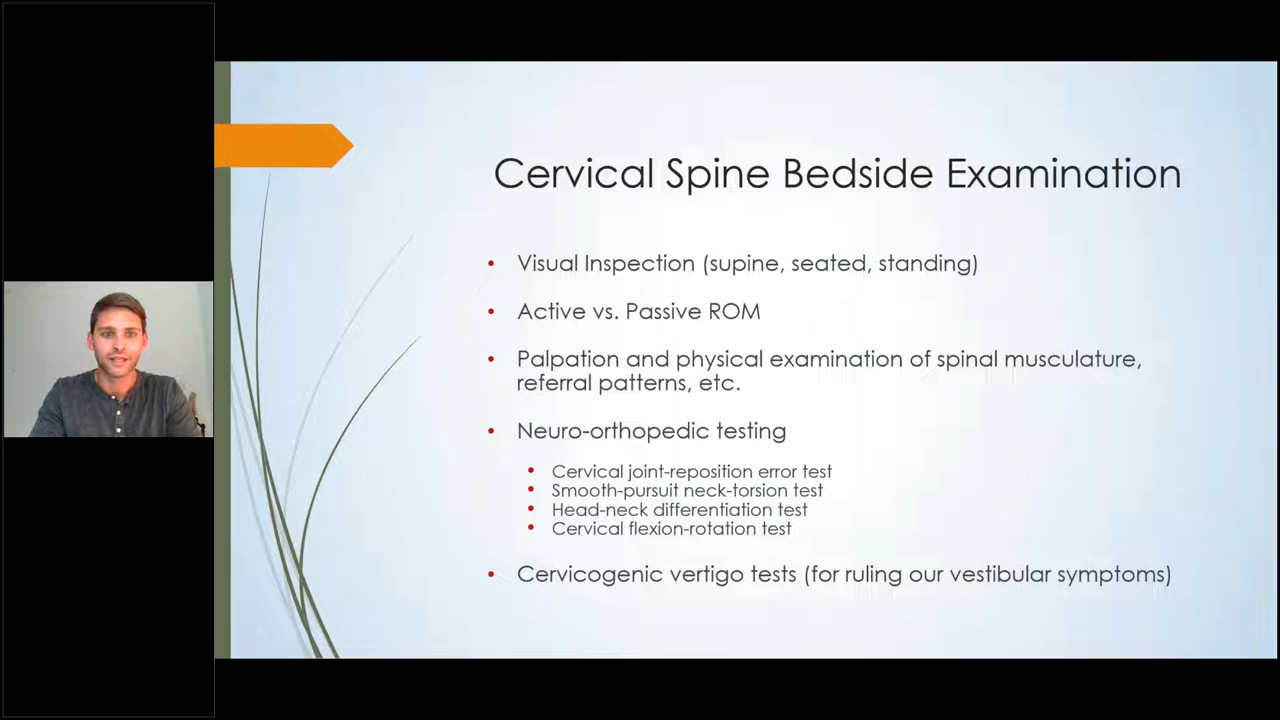 Cervical Spine Bedside Examination
• Visual Inspection (supine, seated, standing)
• Active vs. Passive ROM
• Palpation and physical examination of spinal musculature,
referral patterns, etc.
• Neuro-orthopedic testing
• Cervical joint-reposition error test
• Smooth-pursuit neck-torsion test
• Head-neck differentiation test
• Cervical flexion-rotation test
• Cervicogenic vertigo tests (for ruling our vestibular symptoms)